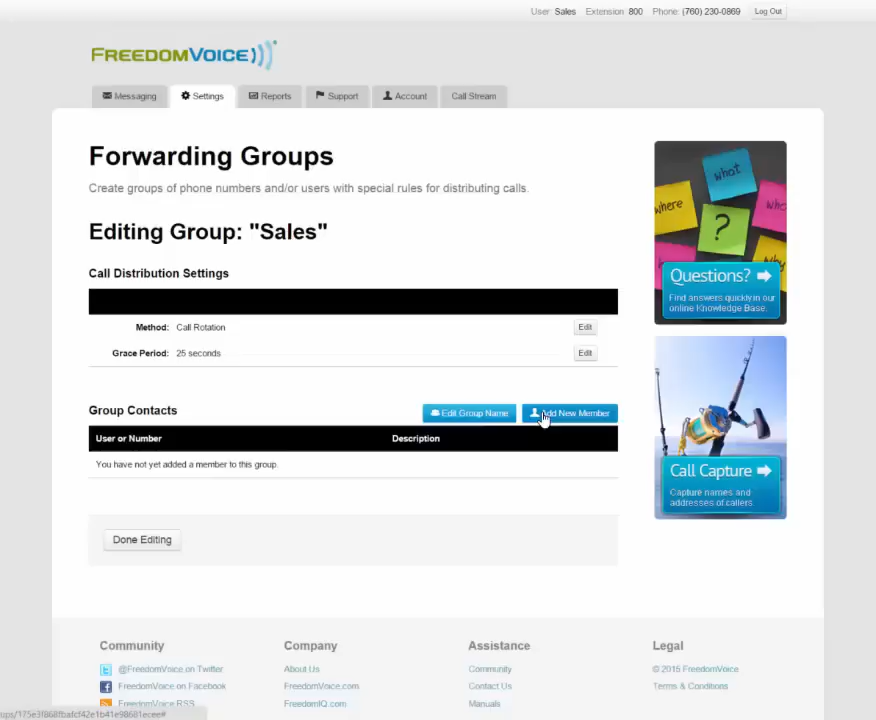 User: Sales Extension 800 Phone: (760) 230-0869 Log Out
FREEDOMVOICE
Messaging Settings Reports Support Account Call Stream
Forwarding Groups
Create groups of phone numbers and/or users with special rules for distributing calls.
Editing Group: "Sales"
Call Distribution Settings
Method: Call Rotation Edit
Grace Period: 25 seconds Edit
Group Contacts Edit Group Name Add New Member
User or Number Description
You have not yet added a member to this group.
Done Editing
what
where
?
Questions?
Find answers quickly in our
online Knowledge Base.
Call Capture
Capture names and
addresses of callers.
Community Company Assistance Legal
@FreedomVoice on Twitter About Us Community © 2015 FreedomVoice
FreedomVoice on Facebook FreedomVoice.com Contact Us Terms & Conditions
FreedomVoice RSS FreedomIQ.com Manuals